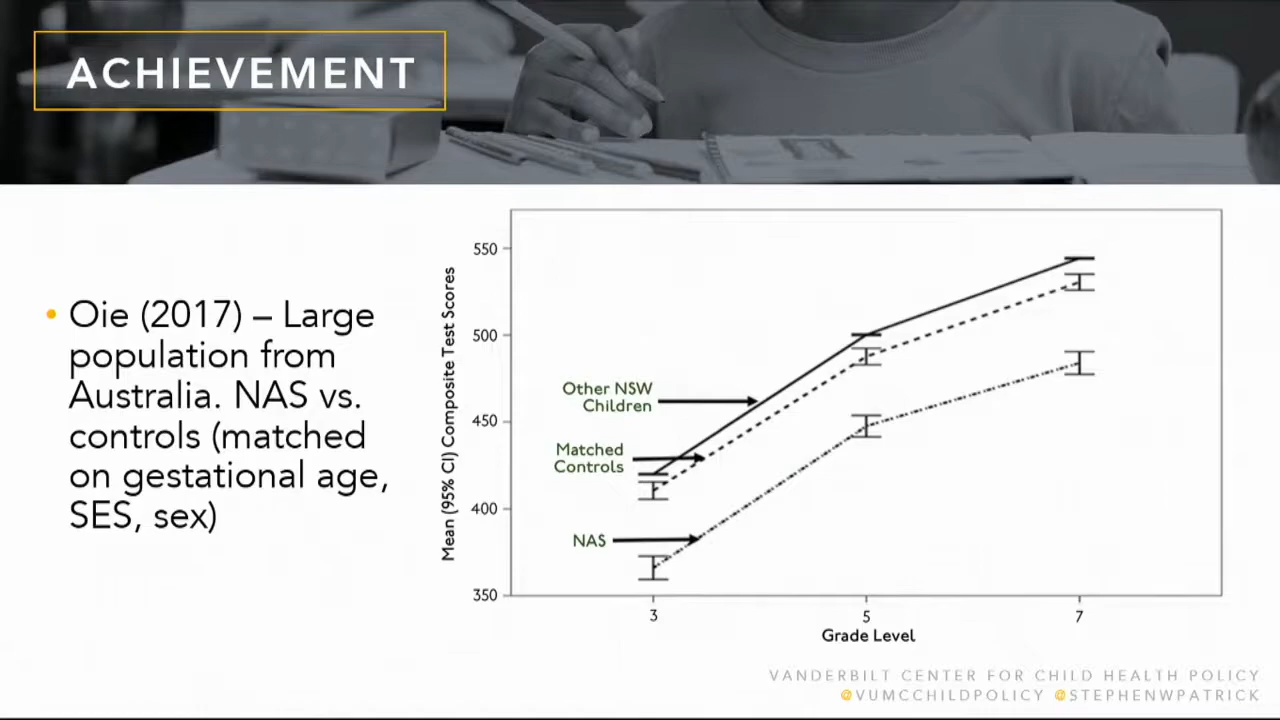 ACHIEVEMENT
• Oie (2017) – Large
population from
Australia. NAS vs.
controls (matched
on gestational age,
SES, sex)
Mean (95% CI) Composite Test Scores
550
500
450
400
350
Other NSW
Children
Matched
Controls
NAS
3
5
7
Grade Level
VANDERBILT CENTER FOR CHILD HEALTH POLICY
@VUMCCHILDPOLICY @STEPHENWPATRICK